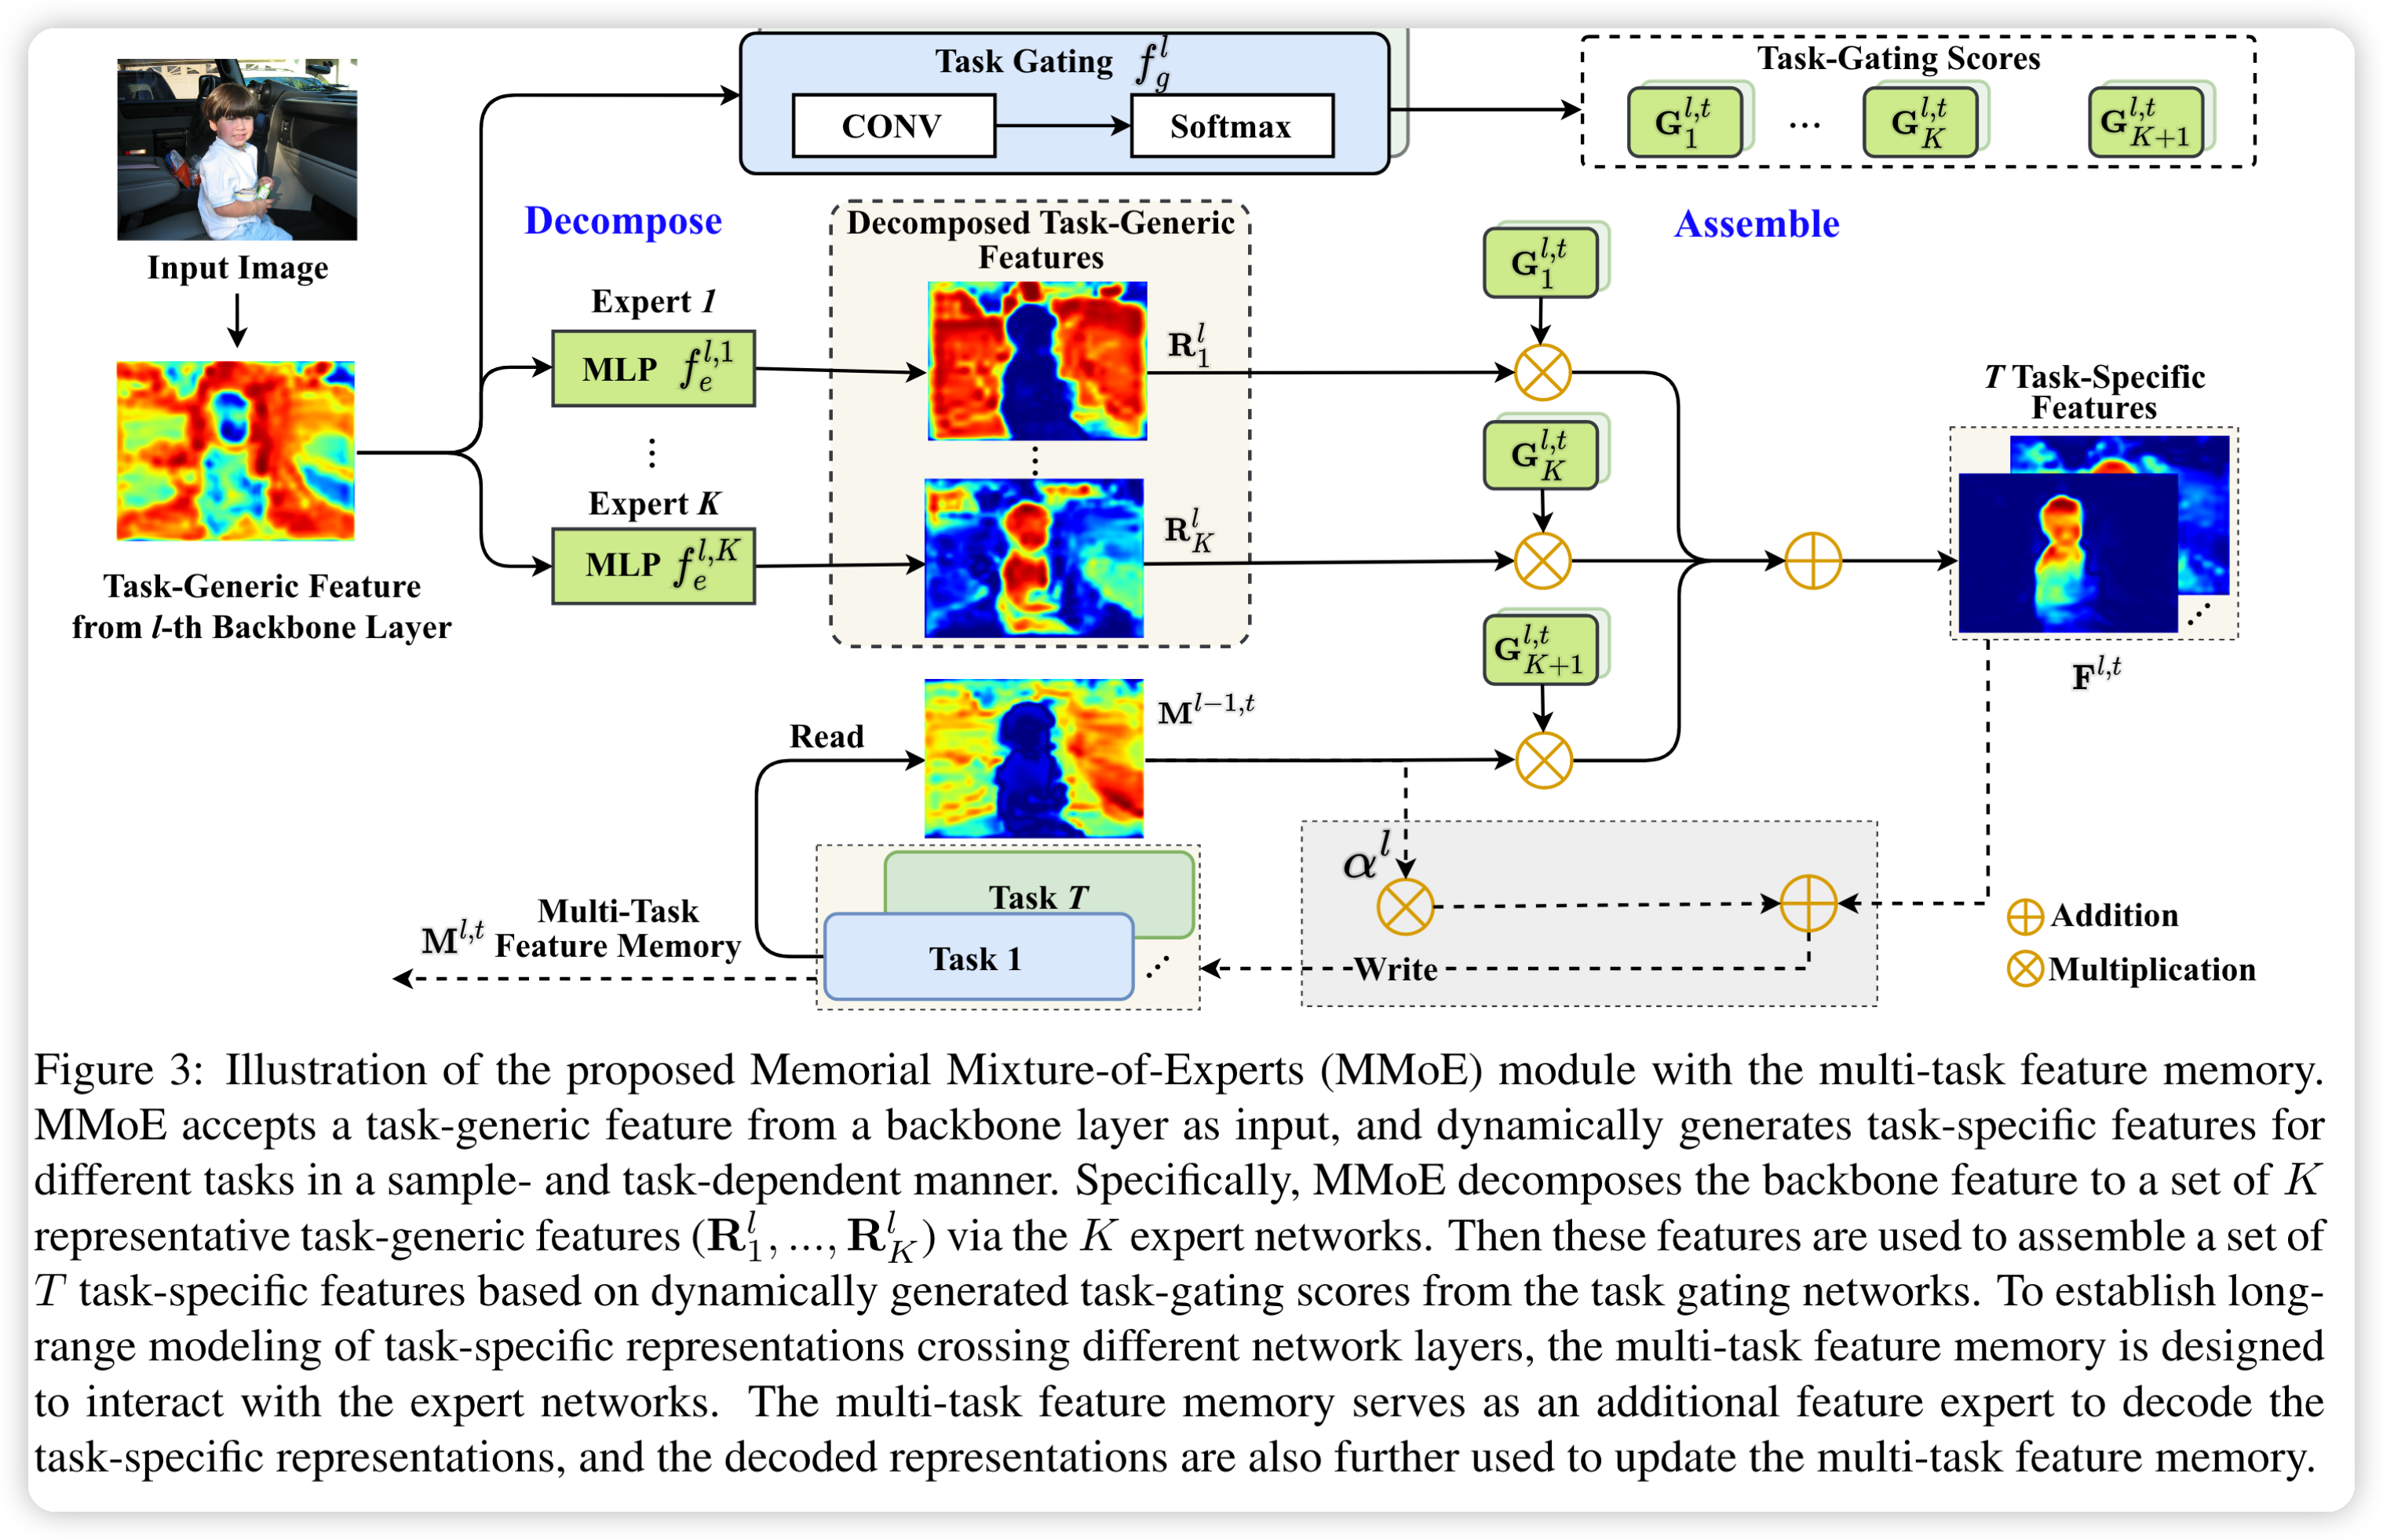 Task Gating f_g^l
CONV
Softmax
Task-Gating Scores
G_1^{l,t}
...
G_K^{l,t}
G_{K+1}^{l,t}
Input Image
Decompose
Decomposed Task-Generic
Features
Assemble
Expert 1
MLP f_e^{l,1}
R_1^l
G_1^{l,t}
T Task-Specific
Features
Expert K
MLP f_e^{l,K}
R_K^l
G_K^{l,t}
Task-Generic Feature
from l-th Backbone Layer
G_{K+1}^{l,t}
F^{l,t}
Read
M^{l-1,t}
α^l
Task T
Task 1
M^{l,t}
Multi-Task
Feature Memory
Write
Addition
Multiplication
Figure 3: Illustration of the proposed Memorial Mixture-of-Experts (MMoE) module with the multi-task feature memory.
MMoE accepts a task-generic feature from a backbone layer as input, and dynamically generates task-specific features for
different tasks in a sample- and task-dependent manner. Specifically, MMoE decomposes the backbone feature to a set of K
representative task-generic features (R_1^l, ..., R_K^l) via the K expert networks. Then these features are used to assemble a set of
T task-specific features based on dynamically generated task-gating scores from the task gating networks. To establish long-
range modeling of task-specific representations crossing different network layers, the multi-task feature memory is designed
to interact with the expert networks. The multi-task feature memory serves as an additional feature expert to decode the
task-specific representations, and the decoded representations are also further used to update the multi-task feature memory.